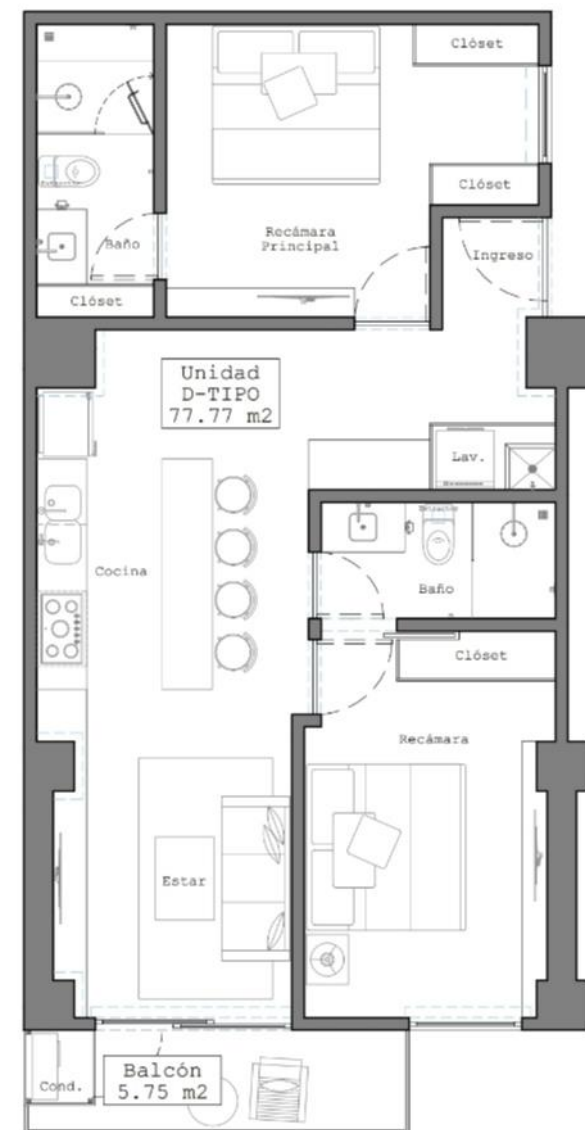 Clóset
Clóset
Recámara
Principal
Baño
Ingreso
Clóset
Unidad
D-TIPO
77.77 m2
Lav.
Cocina
Baño
Clóset
Recámara
Estar
Balcón
5.75 m2
Cond.